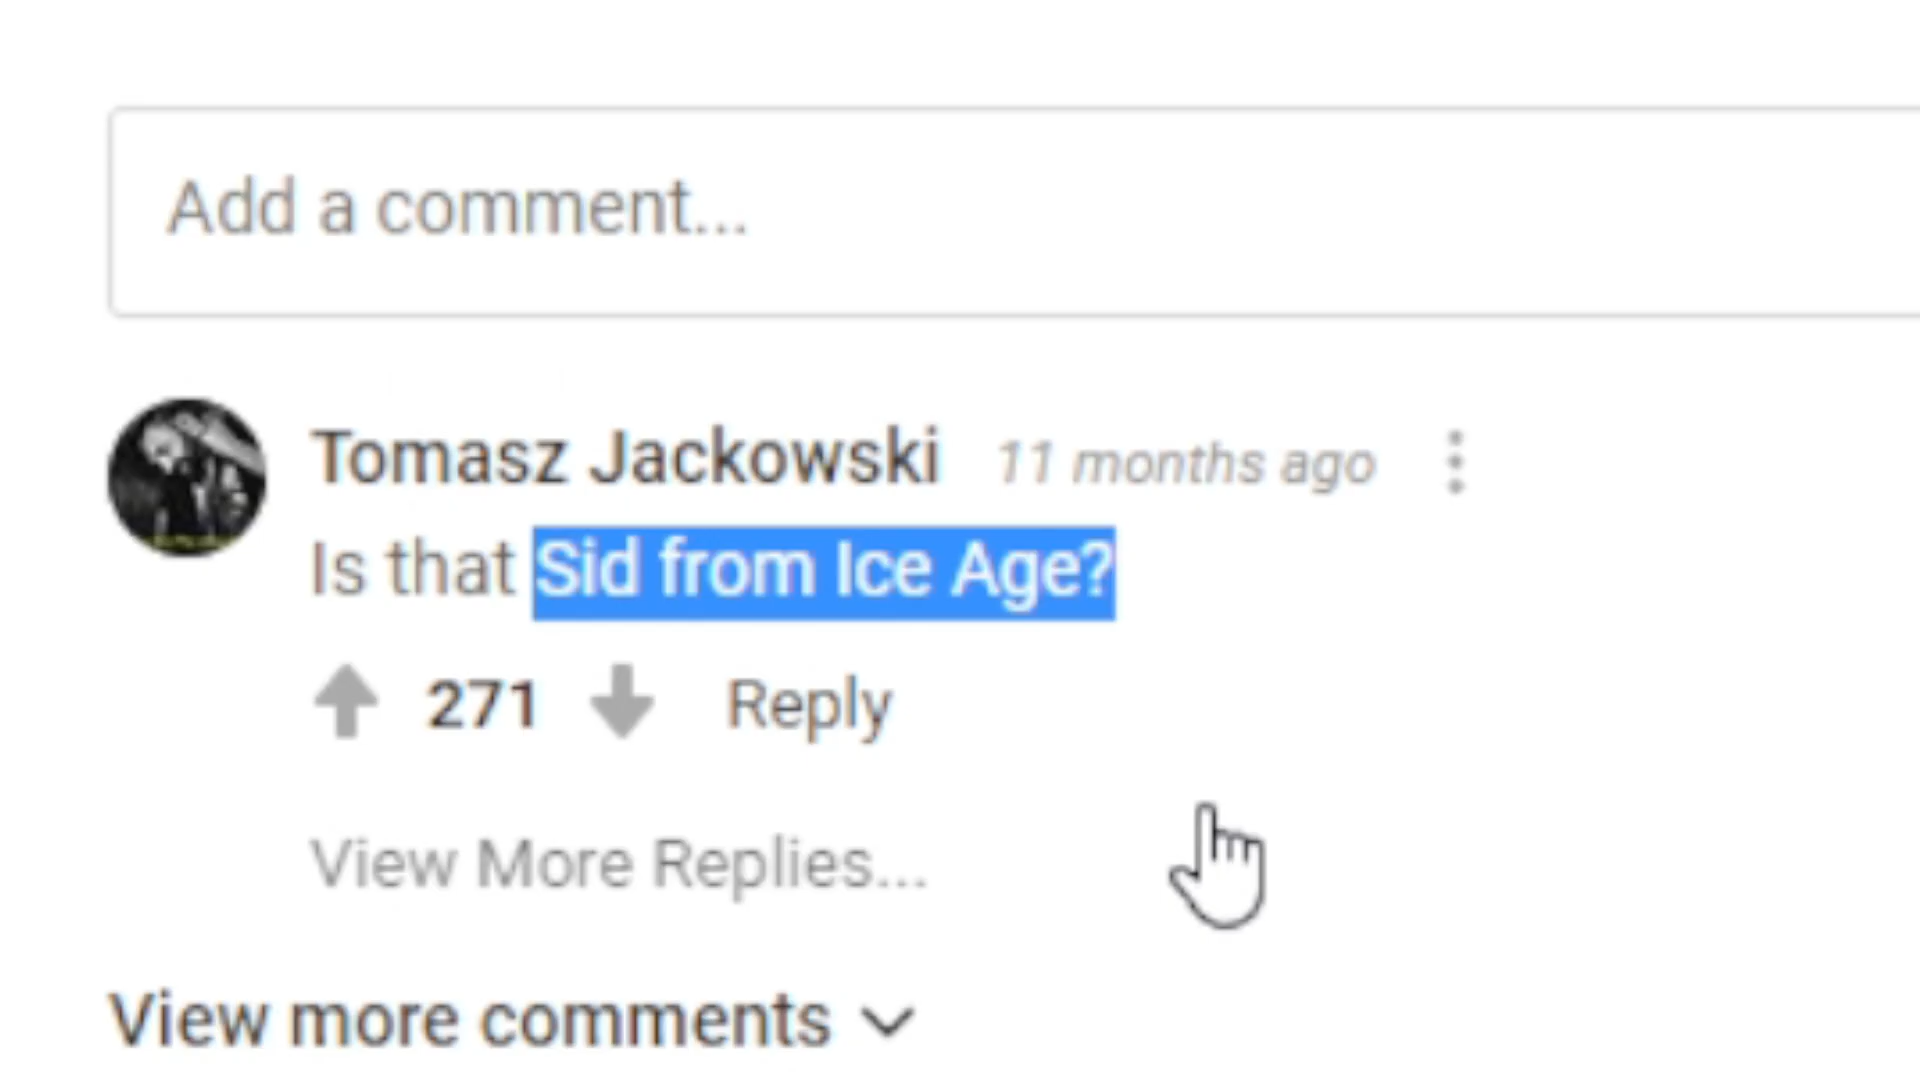 Add a comment...
Tomasz Jackowski 11 months ago
Is that Sid from Ice Age?
271 Reply
View More Replies...
View more comments